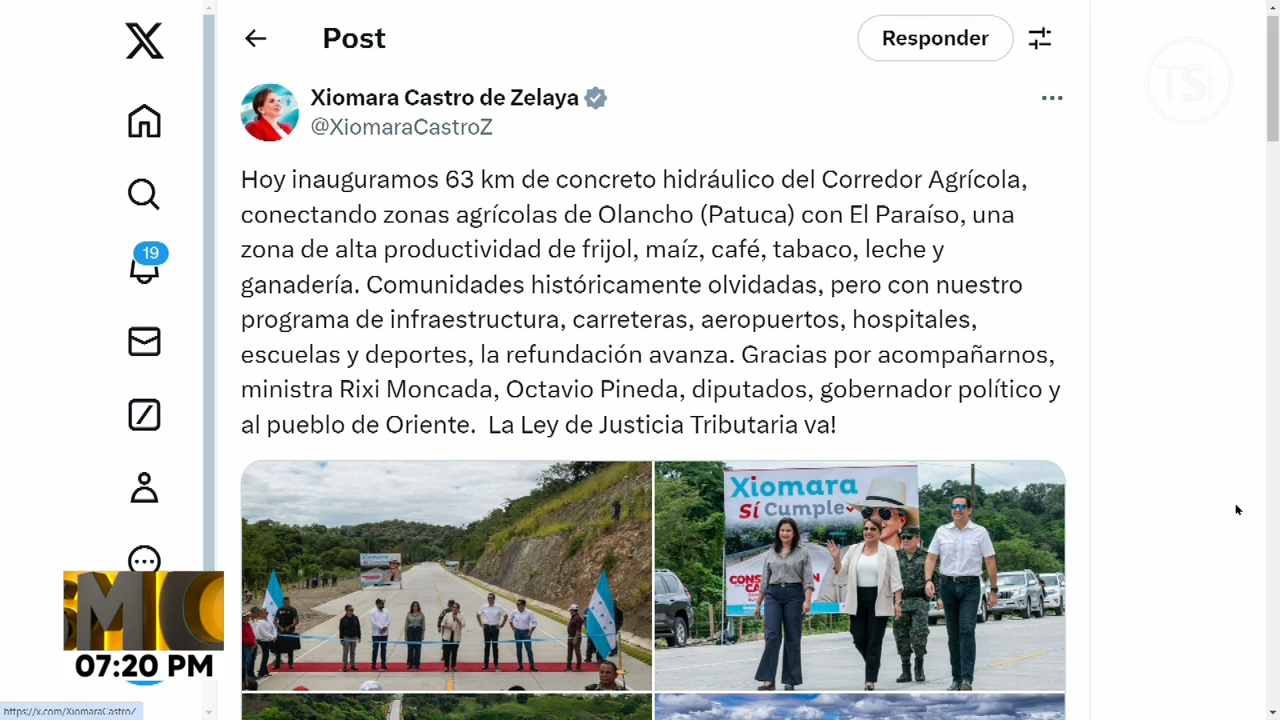 Post
Responder
TSi
Xiomara Castro de Zelaya
@XiomaraCastroZ
Hoy inauguramos 63 km de concreto hidráulico del Corredor Agrícola,
conectando zonas agrícolas de Olancho (Patuca) con El Paraíso, una
zona de alta productividad de frijol, maíz, café, tabaco, leche y
ganadería. Comunidades históricamente olvidadas, pero con nuestro
programa de infraestructura, carreteras, aeropuertos, hospitales,
escuelas y deportes, la refundación avanza. Gracias por acompañarnos,
ministra Rixi Moncada, Octavio Pineda, diputados, gobernador político y
al pueblo de Oriente.  La Ley de Justicia Tributaria va!
19
Xiomara
Sí Cumple
Xiomara
07:20 PM
https://x.com/XiomaraCastroZ